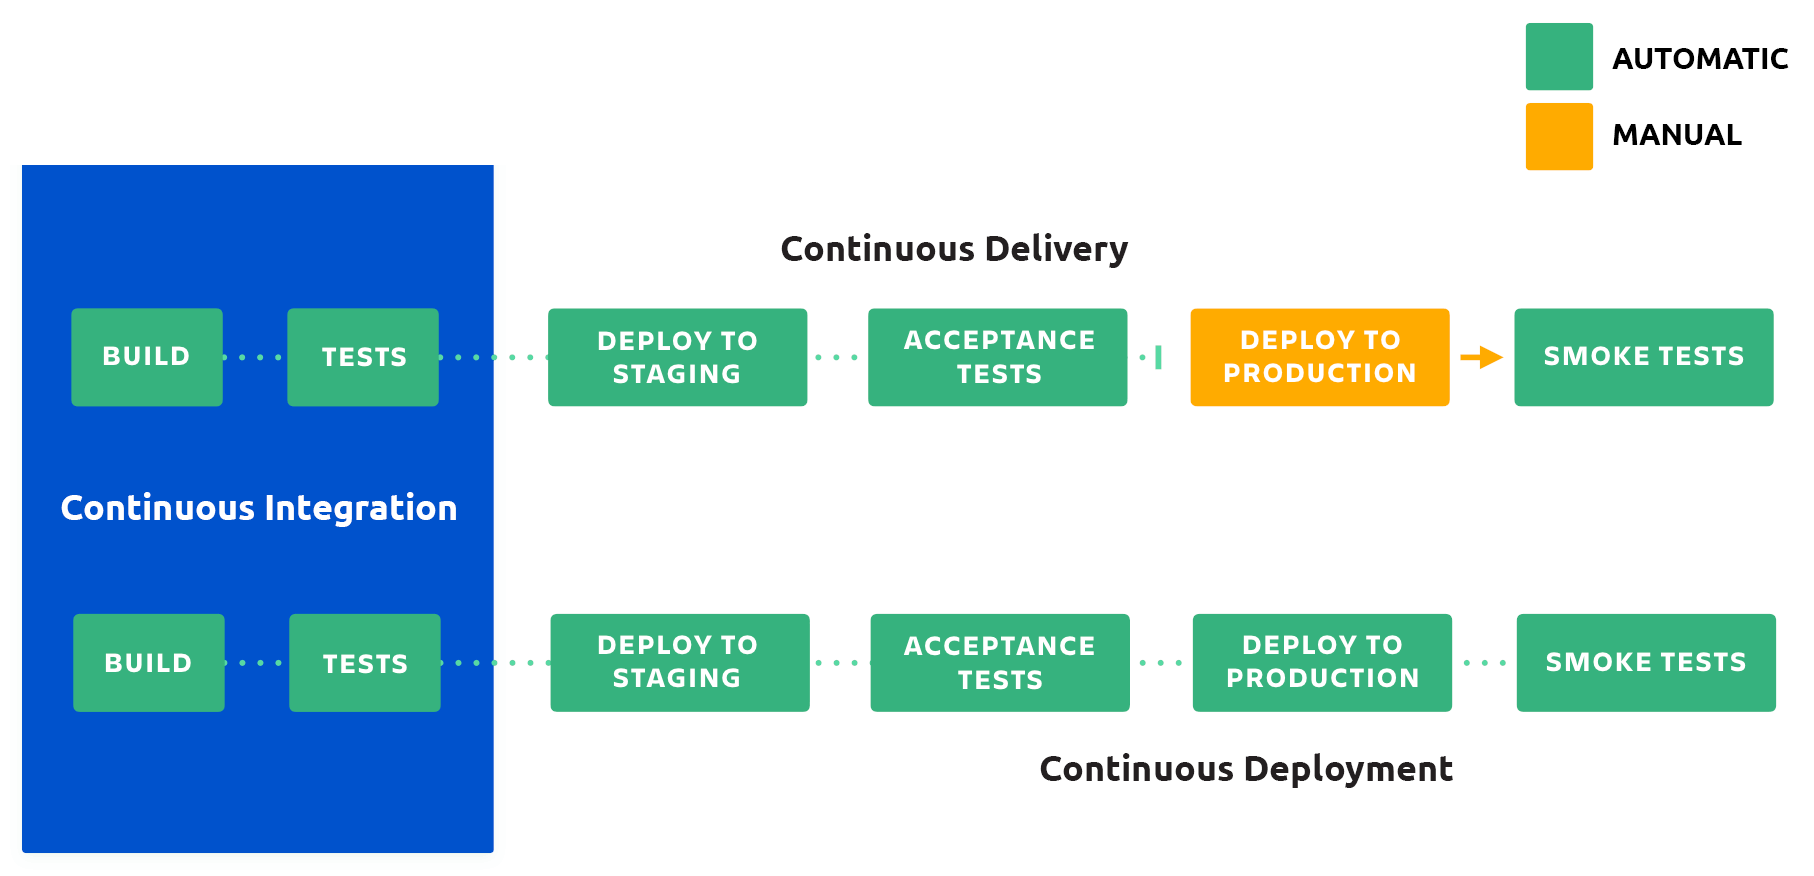 AUTOMATIC
MANUAL
Continuous Delivery
BUILD
TESTS
DEPLOY TO
STAGING
ACCEPTANCE
TESTS
DEPLOY TO
PRODUCTION
SMOKE TESTS
Continuous Integration
BUILD
TESTS
DEPLOY TO
STAGING
ACCEPTANCE
TESTS
DEPLOY TO
PRODUCTION
SMOKE TESTS
Continuous Deployment